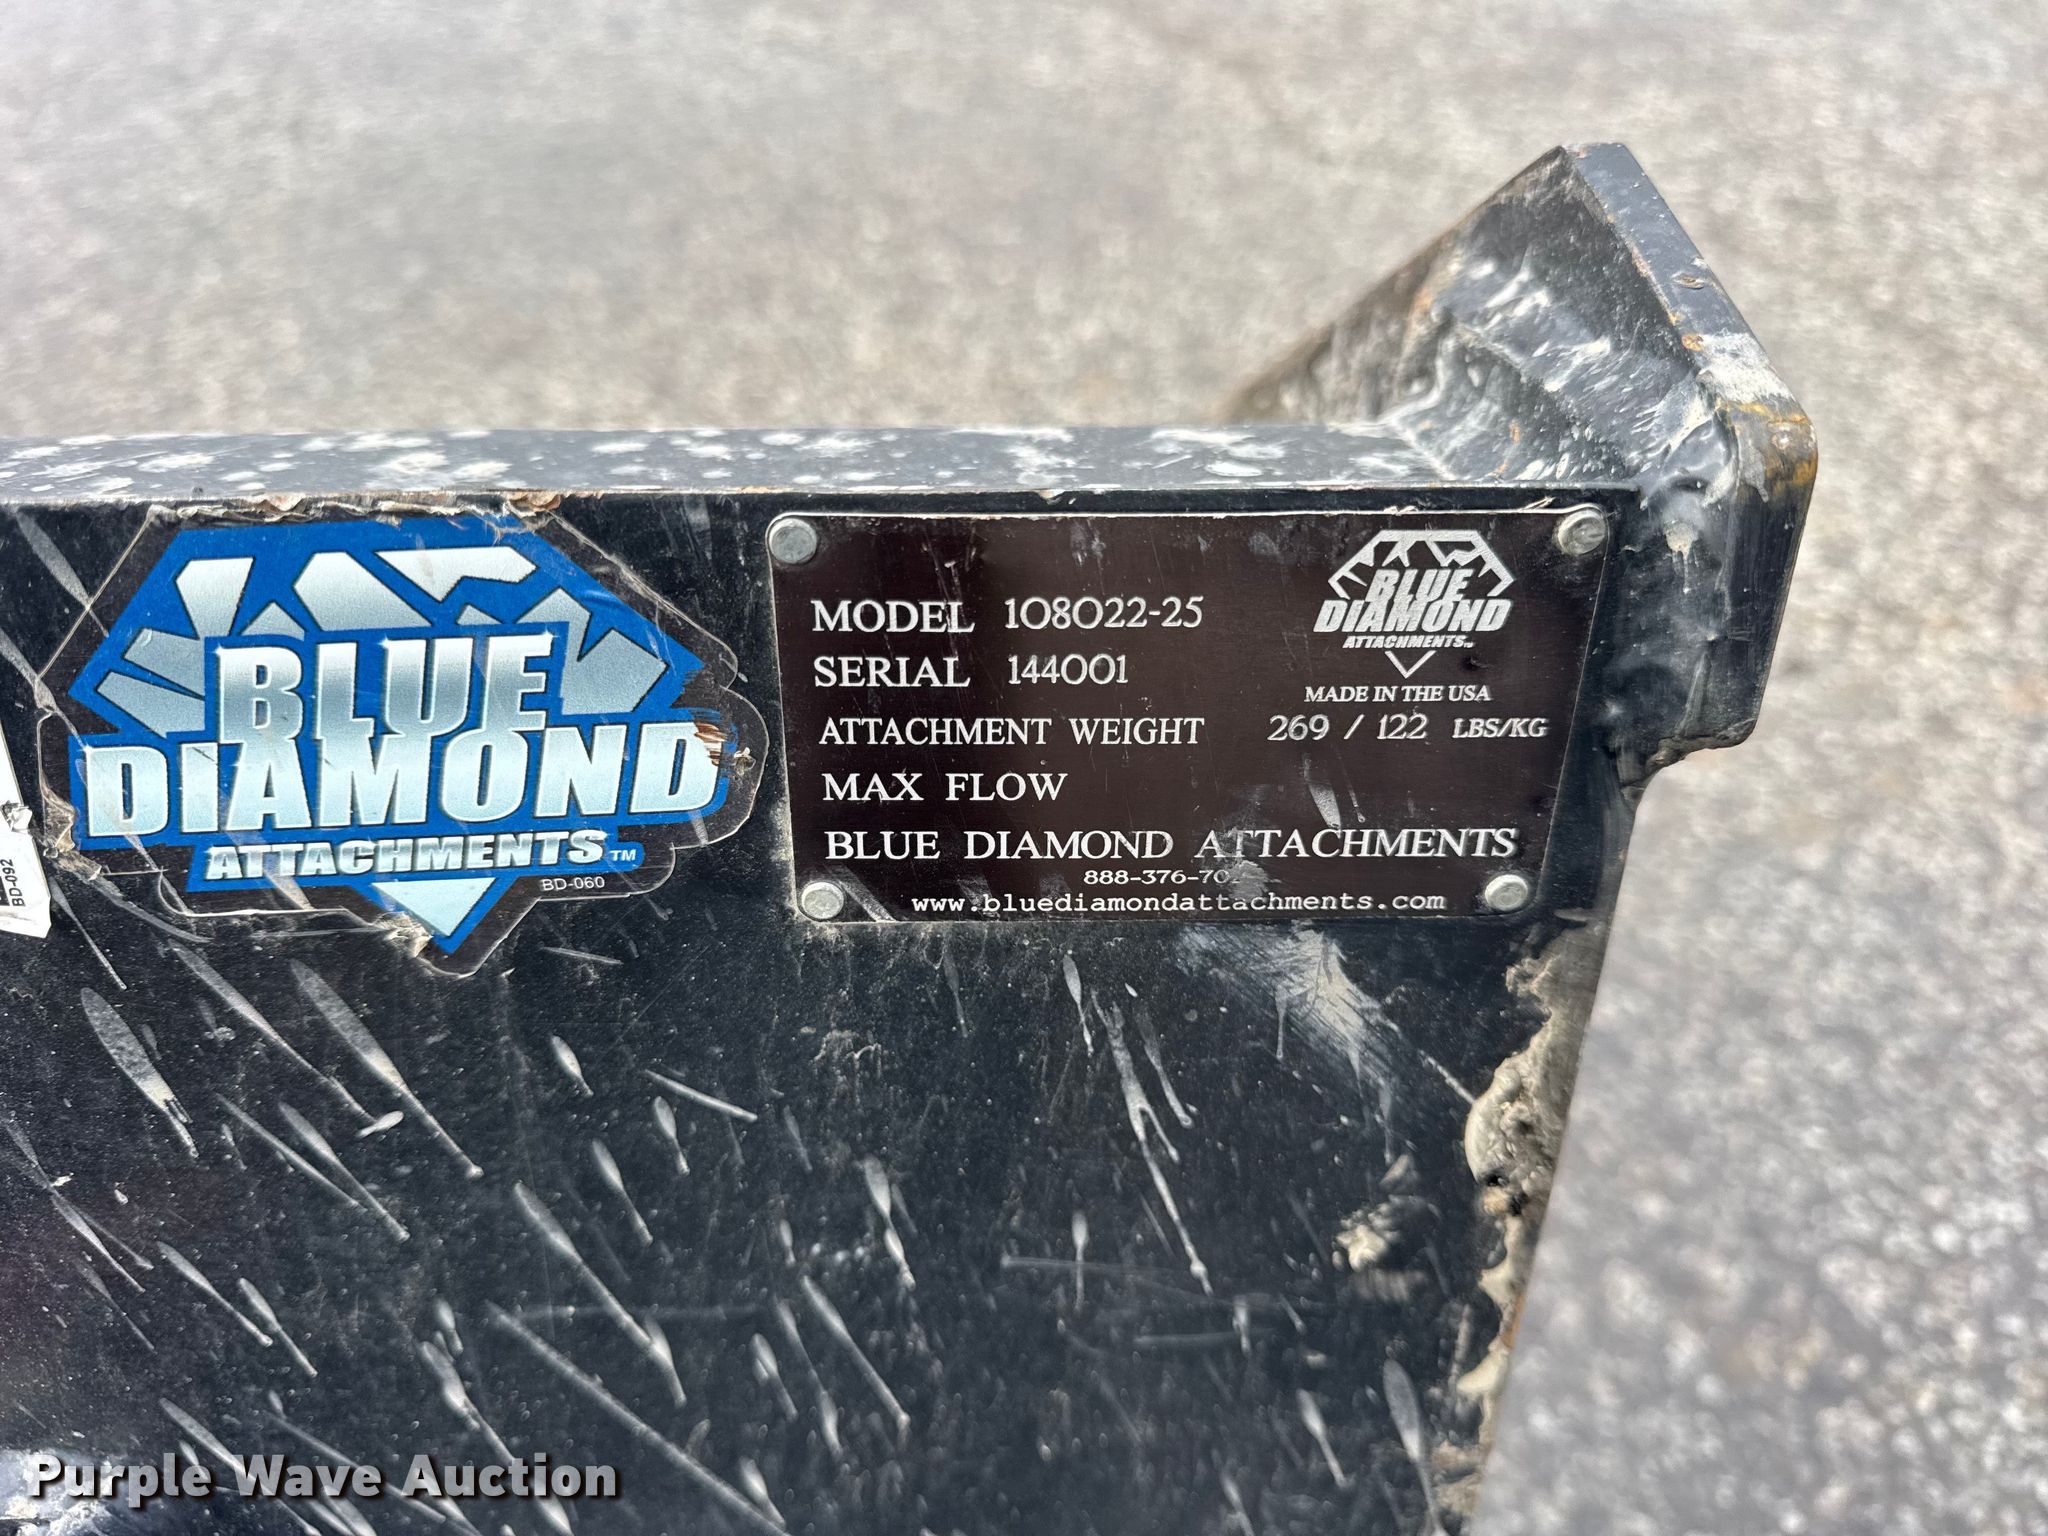 BLUE
DIAMOND
ATTACHMENTS™
BD-060
BD-092
MODEL 108022-25
SERIAL 144001
ATTACHMENT WEIGHT 269 / 122 LBS/KG
MAX FLOW
BLUE DIAMOND ATTACHMENTS
www.bluediamondattachments.com
BLUE
DIAMOND
ATTACHMENTS™
MADE IN THE USA
Purple Wave Auction